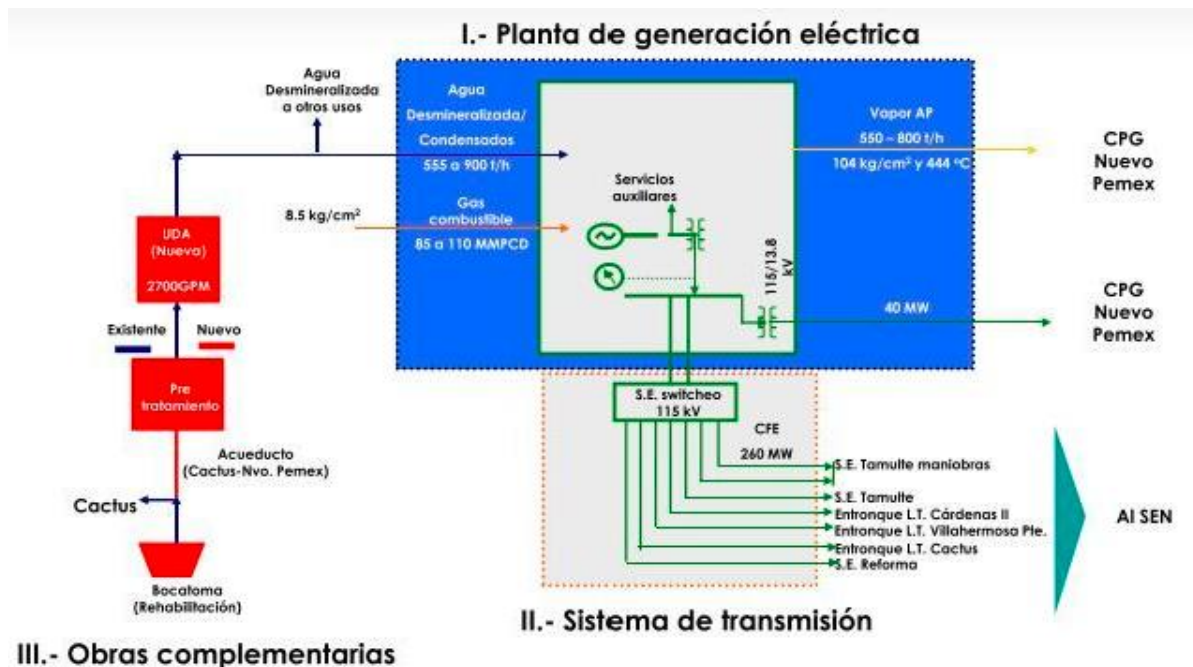 I.- Planta de generación eléctrica
Agua
Desmineralizada
a otros usos
Agua
Desmineralizada/
Condensados
555 a 900 t/h
Vapor AP
550 – 800 t/h
104 kg/cm² y 444 °C
CPG
Nuevo
Pemex
Servicios
auxiliares
8.5 kg/cm²
Gas
combustible
85 a 110 MMPCD
UDA
(Nueva)
2700GPM
115/13.8
kV
40 MW
CPG
Nuevo
Pemex
Existente
Nuevo
Pre
tratamiento
S.E. switcheo
115 kV
CFE
260 MW
Acueducto
(Cactus-Nvo. Pemex)
Cactus
S.E. Tamulte maniobras
S.E. Tamulte
Entronque L.T. Cárdenas II
Entronque L.T. Villahermosa Pte.
Entronque L.T. Cactus
S.E. Reforma
Al SEN
Bocatoma
(Rehabilitación)
II.- Sistema de transmisión
III.- Obras complementarias